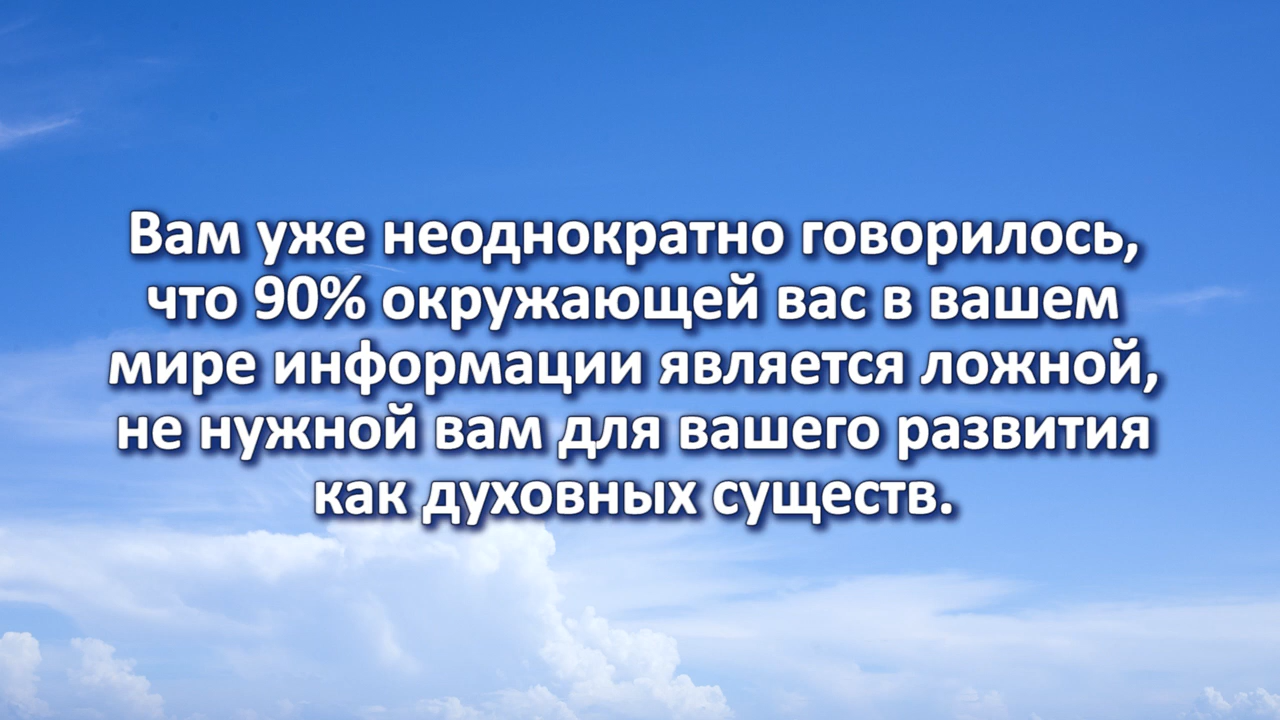 Вам уже неоднократно говорилось,
что 90% окружающей вас в вашем
мире информации является ложной,
не нужной вам для вашего развития
как духовных существ.